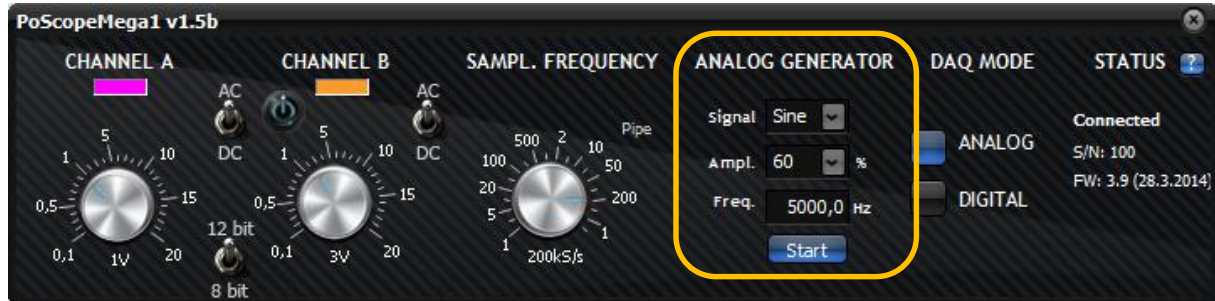 PoScopeMega1 v1.5b
CHANNEL A
AC
DC
0,1
0,5
1
5
10
15
20
1V
12 bit
8 bit
CHANNEL B
AC
DC
0,1
0,5
1
5
10
15
20
3V
SAMPL. FREQUENCY
1
5
20
100
500
2
10
50
200
1
Pipe
200kS/s
ANALOG GENERATOR
Signal Sine
Ampl. 60 %
Freq. 5000,0 Hz
Start
DAQ MODE
ANALOG
DIGITAL
STATUS ?
Connected
S/N: 100
FW: 3.9 (28.3.2014)